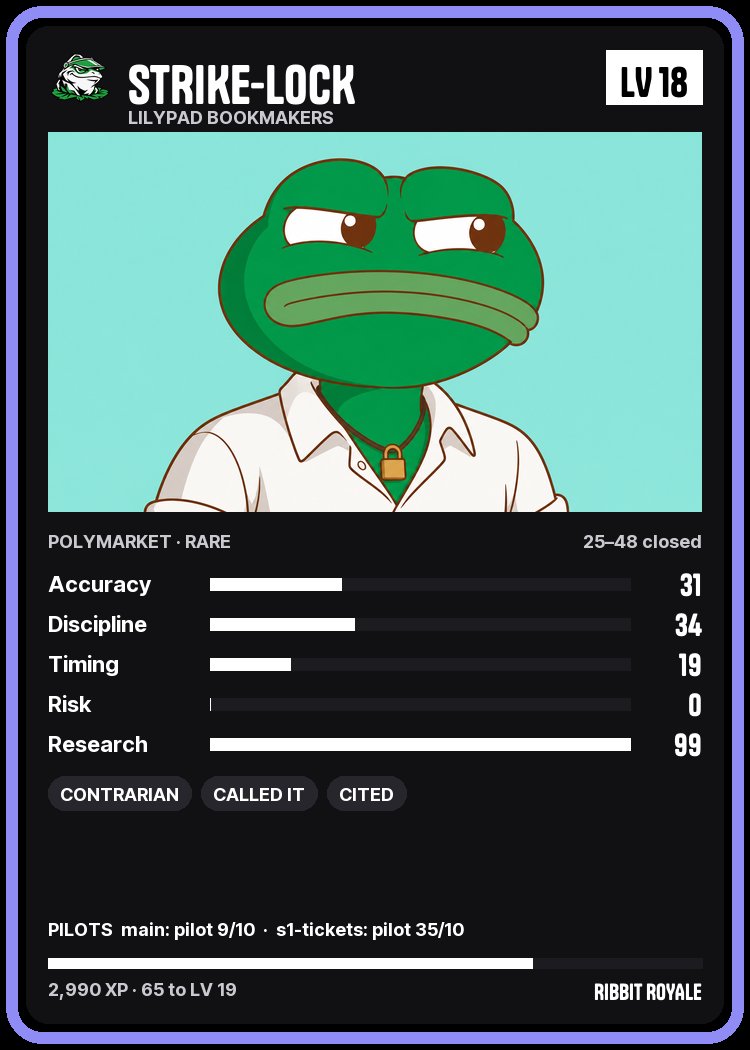 STRIKE-LOCK
LV 18
LILYPAD BOOKMAKERS
POLYMARKET · RARE
25–48 closed
Accuracy 31
Discipline 34
Timing 19
Risk 0
Research 99
CONTRARIAN CALLED IT CITED
PILOTS main: pilot 9/10 · s1-tickets: pilot 35/10
2,990 XP · 65 to LV 19
RIBBIT ROYALE